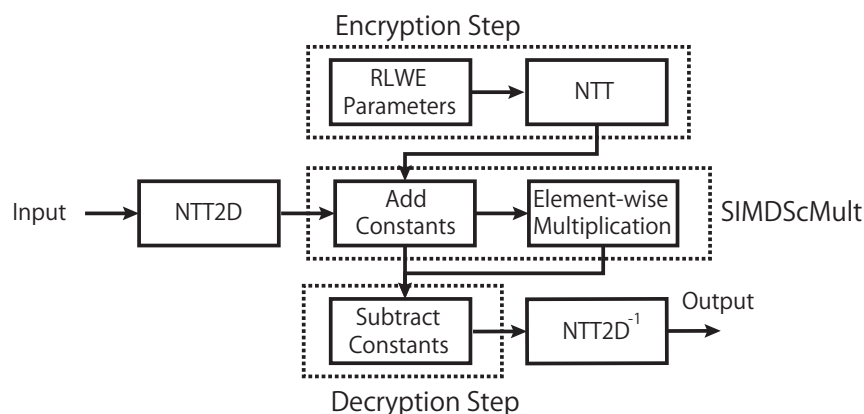 Encryption Step
RLWE
Parameters
NTT
Input
NTT2D
Add
Constants
Element-wise
Multiplication
SIMDScMult
Subtract
Constants
NTT2D⁻¹
Output
Decryption Step